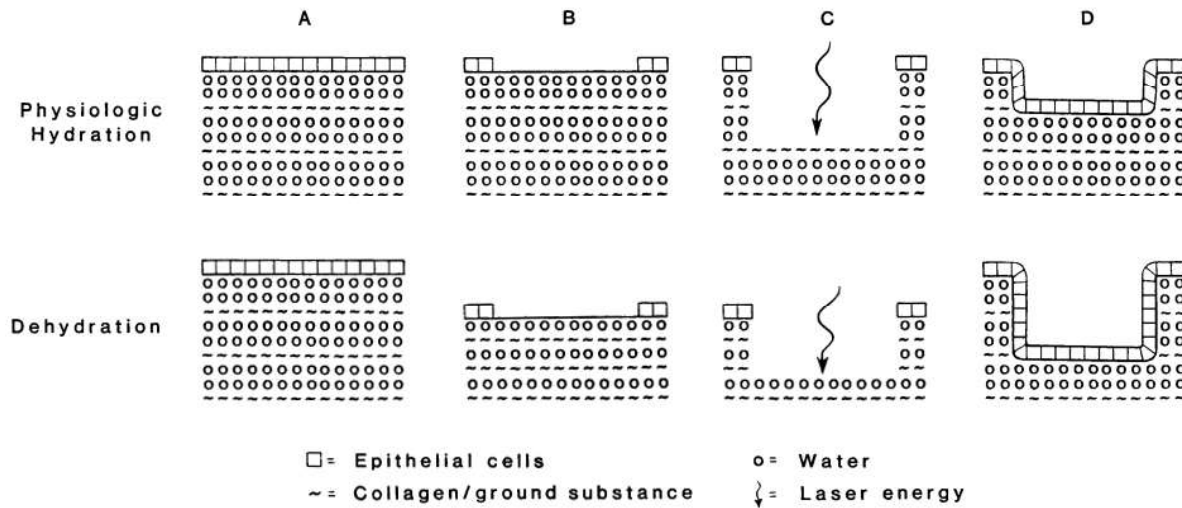 A B C D
Physiologic
Hydration
Dehydration
□= Epithelial cells o= Water
~= Collagen/ground substance = Laser energy